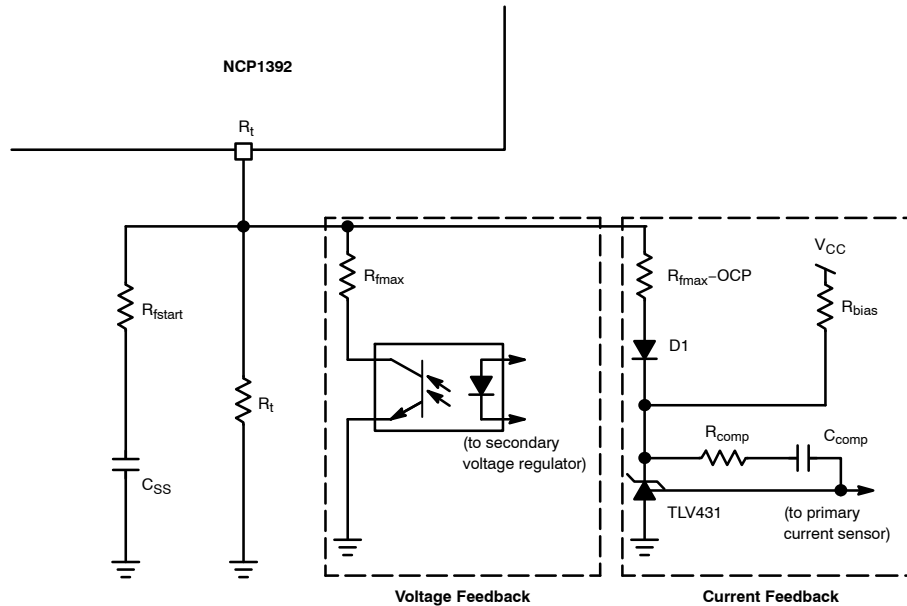 NCP1392
Rt
VCC
Rfmax
Rfmax–OCP
Rfstart
Rbias
D1
Rt
Rcomp
Ccomp
(to secondary
voltage regulator)
CSS
TLV431
(to primary
current sensor)
Voltage Feedback
Current Feedback